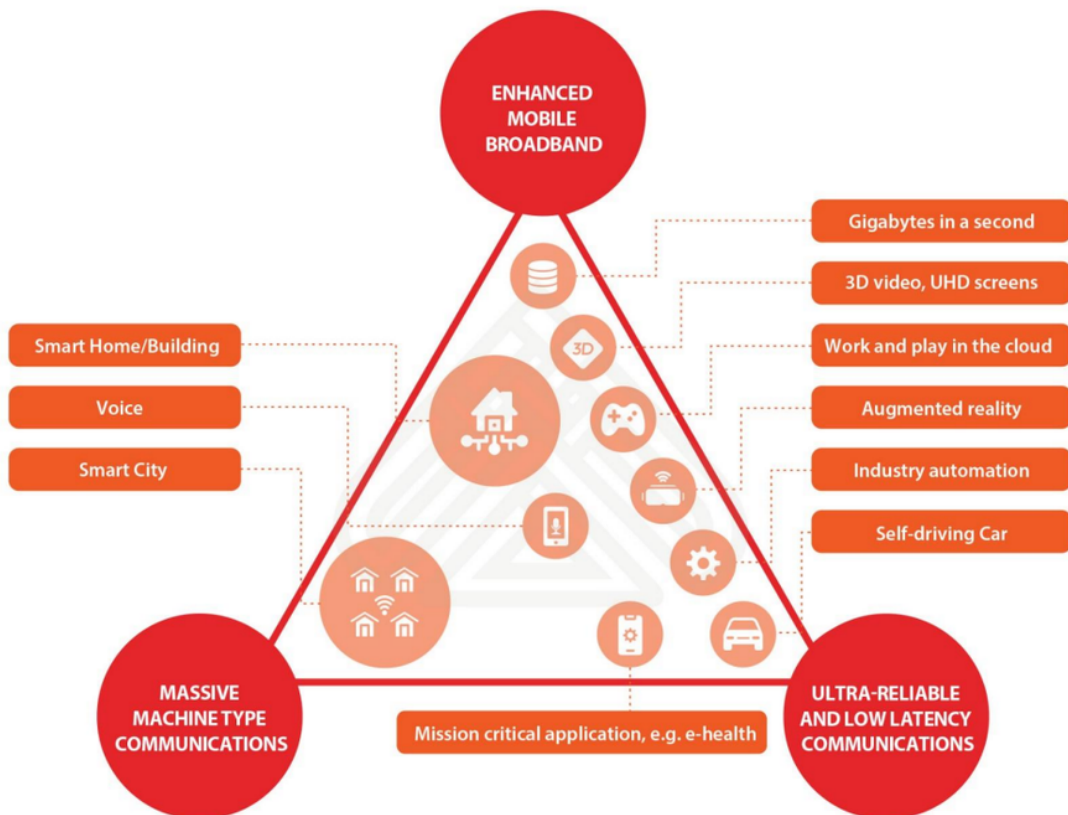 ENHANCED
MOBILE
BROADBAND
Gigabytes in a second
3D video, UHD screens
Work and play in the cloud
Augmented reality
Industry automation
Self-driving Car
Smart Home/Building
Voice
Smart City
3D
MASSIVE
MACHINE TYPE
COMMUNICATIONS
Mission critical application, e.g. e-health
ULTRA-RELIABLE
AND LOW LATENCY
COMMUNICATIONS